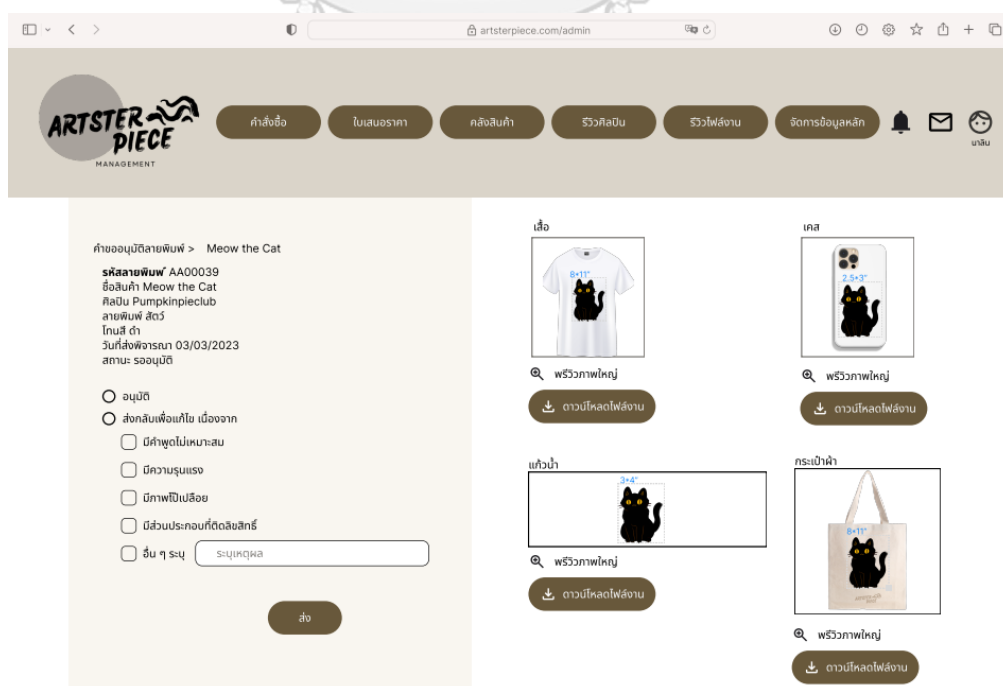 artsterpiece.com/admin
ARTSTER
PIECE
MANAGEMENT
คำสั่งซื้อ
ใบเสนอราคา
คลังสินค้า
รีวิวศิลปิน
รีวิวไฟล์งาน
จัดการข้อมูลหลัก
นาลิน
คำขออนุมัติลายพิมพ์ > Meow the Cat
รหัสลายพิมพ์ AA00039
ชื่อสินค้า Meow the Cat
ศิลปิน Pumpkinpieclub
ลายพิมพ์ สัตว์
โทนสี ดำ
วันที่ส่งพิจารณา 03/03/2023
สถานะ รออนุมัติ
อนุมัติ
ส่งกลับเพื่อแก้ไข เนื่องจาก
มีคำพูดไม่เหมาะสม
มีความรุนแรง
มีภาพโป๊เปลือย
มีส่วนประกอบที่ติดลิขสิทธิ์
อื่น ๆ ระบุ ระบุเหตุผล
ส่ง
เสื้อ
8*11"
พรีวิวภาพใหญ่
ดาวน์โหลดไฟล์งาน
เคส
2.5*3"
พรีวิวภาพใหญ่
ดาวน์โหลดไฟล์งาน
แก้วน้ำ
3*4"
พรีวิวภาพใหญ่
ดาวน์โหลดไฟล์งาน
กระเป๋าผ้า
8*11"
ARTSTER
PIECE
พรีวิวภาพใหญ่
ดาวน์โหลดไฟล์งาน